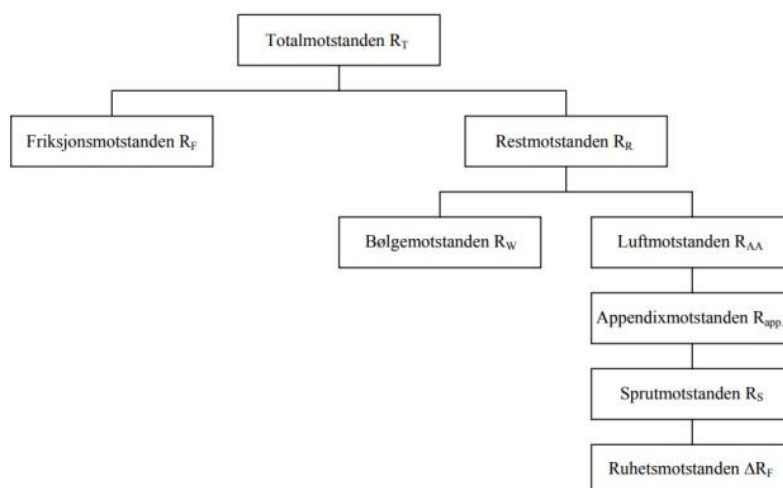 Totalmotstanden R_T
Friksjonsmotstanden R_F
Restmotstanden R_R
Bølgemotstanden R_W
Luftmotstanden R_AA
Appendixmotstanden R_app.
Sprutmotstanden R_S
Ruhetsmotstanden ΔR_F